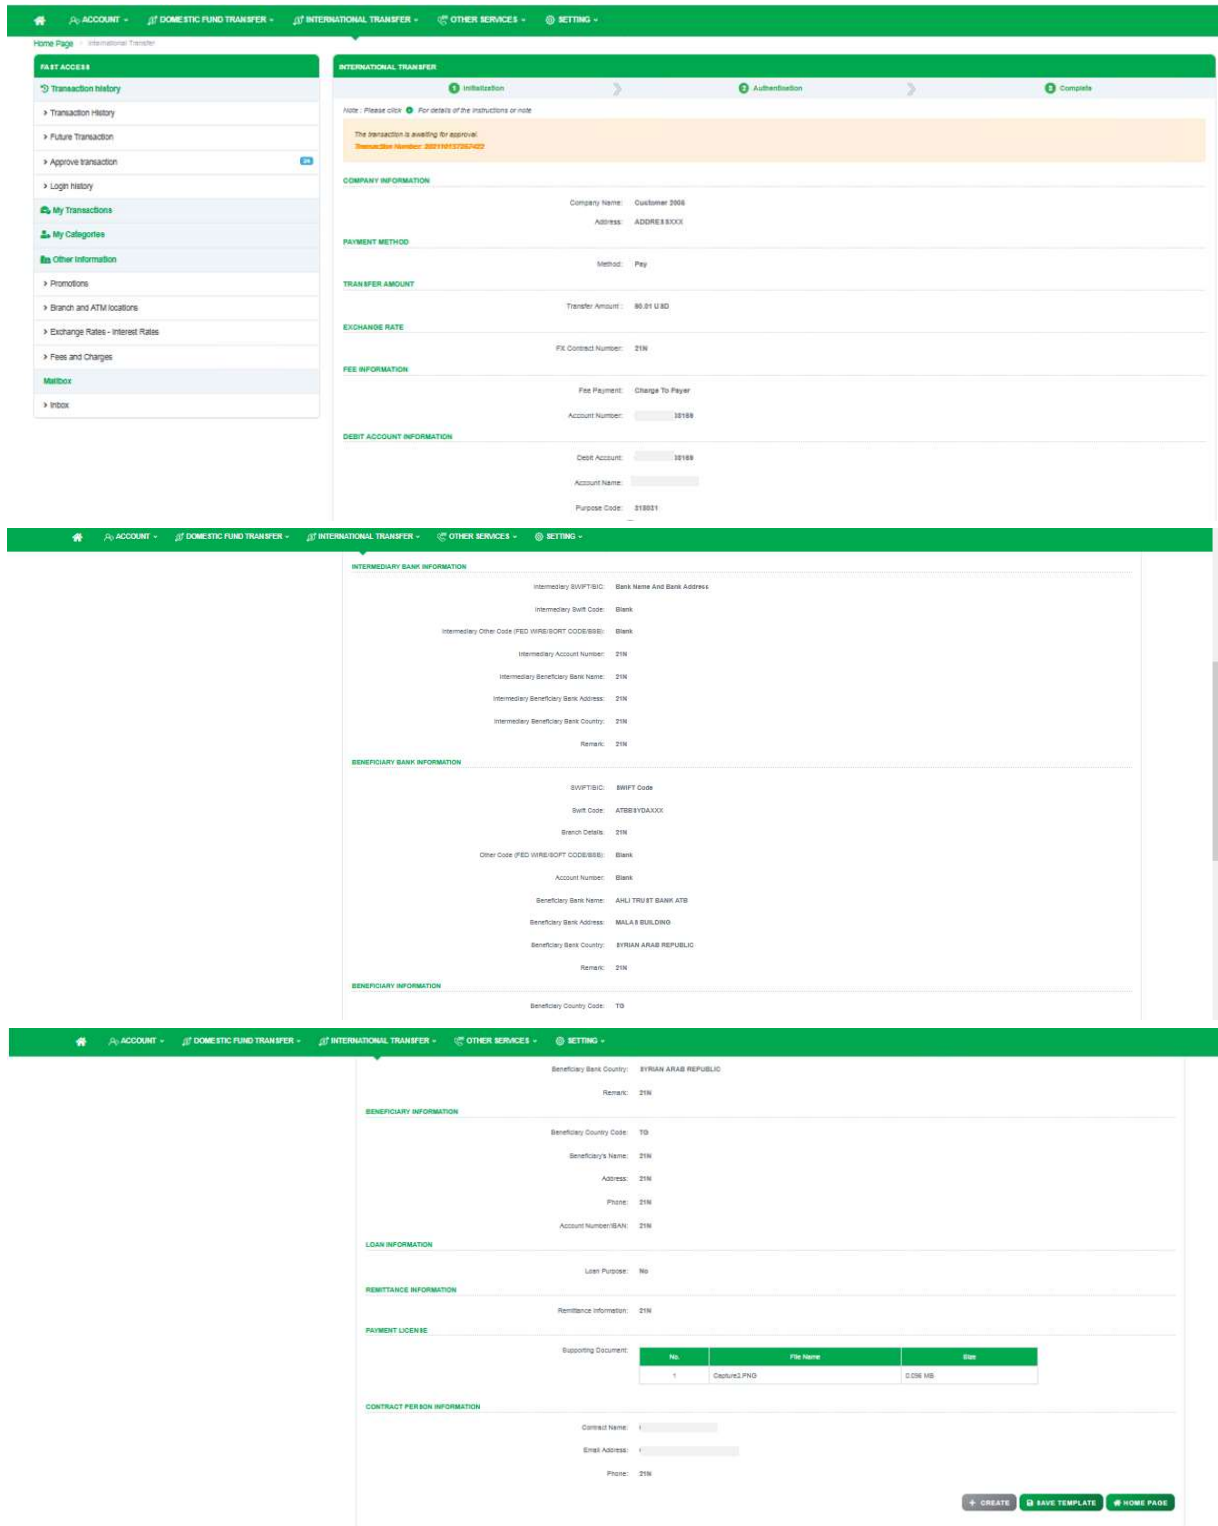 ACCOUNT
DOMESTIC FUND TRANSFER
INTERNATIONAL TRANSFER
OTHER SERVICES
SETTING
Home Page
International Transfer
FAST ACCESS
Transaction history
> Transaction History
> Future Transaction
> Approve transaction
> Login history
My Transactions
My Categories
Other Information
> Promotions
> Branch and ATM locations
> Exchange Rates - Interest Rates
> Fees and Charges
Mailbox
> Inbox
INTERNATIONAL TRANSFER
1 Initialization
2 Authentication
3 Complete
Note : Please click For details of the instructions or note
The transaction is awaiting for approval.
Transaction Number:
COMPANY INFORMATION
Company Name: Customer 2006
Address: ADDRESSXXX
PAYMENT METHOD
Method: Pay
TRANSFER AMOUNT
Transfer Amount : 90.01 USD
EXCHANGE RATE
FX Contract Number: 21N
FEE INFORMATION
Fee Payment: Charge To Payer
Account Number: 35189
DEBIT ACCOUNT INFORMATION
Debit Account: 35189
Account Name:
Purpose Code:
ACCOUNT
DOMESTIC FUND TRANSFER
INTERNATIONAL TRANSFER
OTHER SERVICES
SETTING
INTERMEDIARY BANK INFORMATION
Intermediary SWIFT/BIC: Bank Name And Bank Address
Intermediary Swift Code: Blank
Intermediary Other Code (FED WIRE/SORT CODE/BSB): Blank
Intermediary Account Number: 21N
Intermediary Beneficiary Bank Name: 21N
Intermediary Beneficiary Bank Address: 21N
Intermediary Beneficiary Bank Country: 21N
Remark: 21N
BENEFICIARY BANK INFORMATION
SWIFT/BIC: SWIFT Code
Swift Code: ATBESYDAXXX
Branch Details: 21N
Other Code (FED WIRE/SOFT CODE/BSB): Blank
Account Number: Blank
Beneficiary Bank Name: AHLI TRUST BANK ATB
Beneficiary Bank Address: MALAS BUILDING
Beneficiary Bank Country: SYRIAN ARAB REPUBLIC
Remark: 21N
BENEFICIARY INFORMATION
Beneficiary Country Code: TG
ACCOUNT
DOMESTIC FUND TRANSFER
INTERNATIONAL TRANSFER
OTHER SERVICES
SETTING
Beneficiary Bank Country: SYRIAN ARAB REPUBLIC
Remark: 21N
BENEFICIARY INFORMATION
Beneficiary Country Code: TG
Beneficiary's Name: 21N
Address: 21N
Phone: 21N
Account Number/IBAN: 21N
LOAN INFORMATION
Loan Purpose: No
REMITTANCE INFORMATION
Remittance Information: 21N
PAYMENT LICENSE
Supporting Document:
No. File Name Size
1 Capture2.PNG 0.056 MB
CONTRACT PERSON INFORMATION
Contract Name:
Email Address:
Phone: 21N
+ CREATE
SAVE TEMPLATE
HOME PAGE